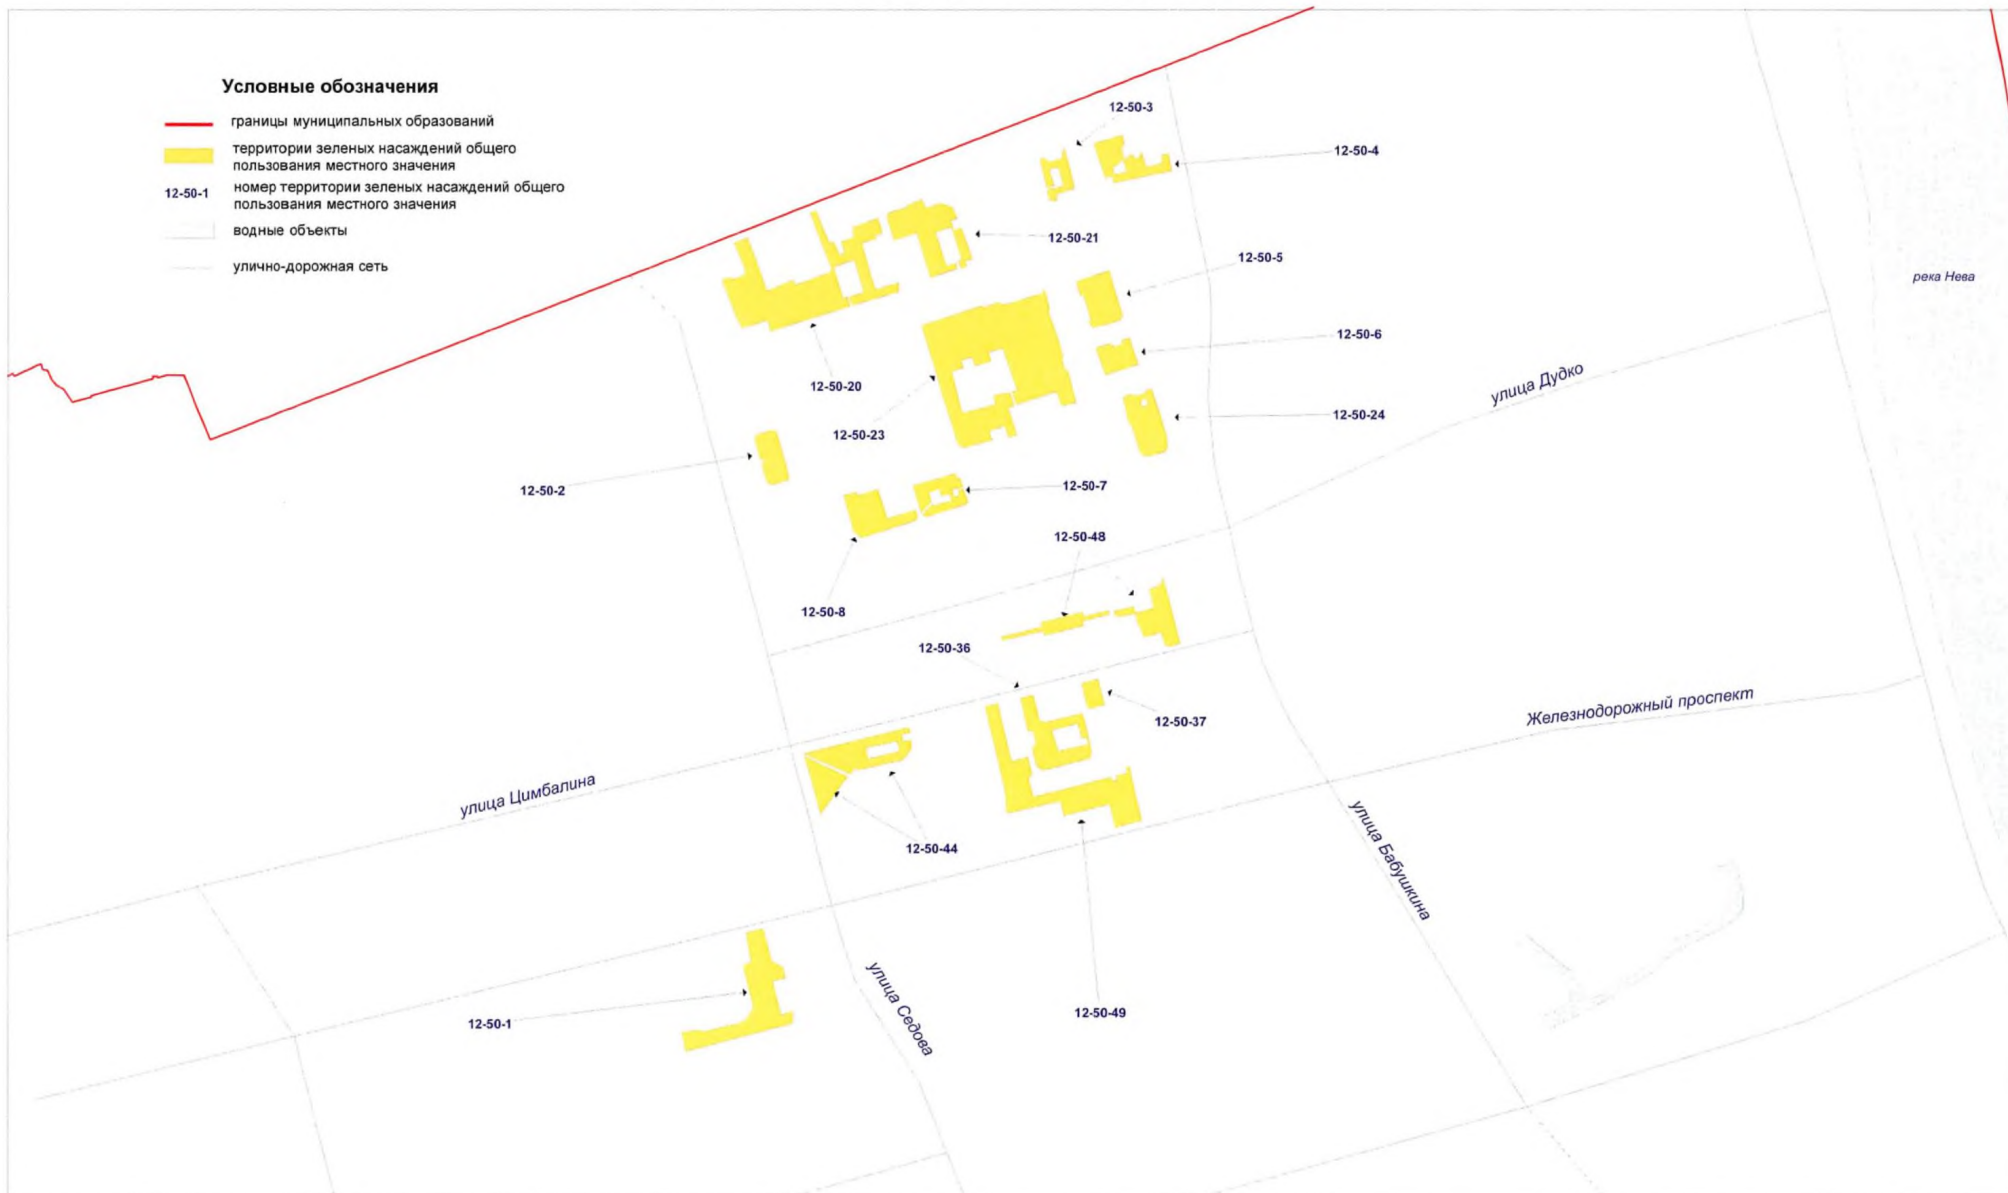 Условные обозначения
границы муниципальных образований
территории зеленых насаждений общего
пользования местного значения
12-50-1
номер территории зеленых насаждений общего
пользования местного значения
водные объекты
улично-дорожная сеть
12-50-3
12-50-4
12-50-21
12-50-5
река Нева
12-50-6
12-50-20
улица Дудко
12-50-24
12-50-23
12-50-2
12-50-7
12-50-48
12-50-8
12-50-36
12-50-37
Железнодорожный проспект
улица Цимбалина
12-50-44
улица Бабушкина
12-50-1
улица Седова
12-50-49